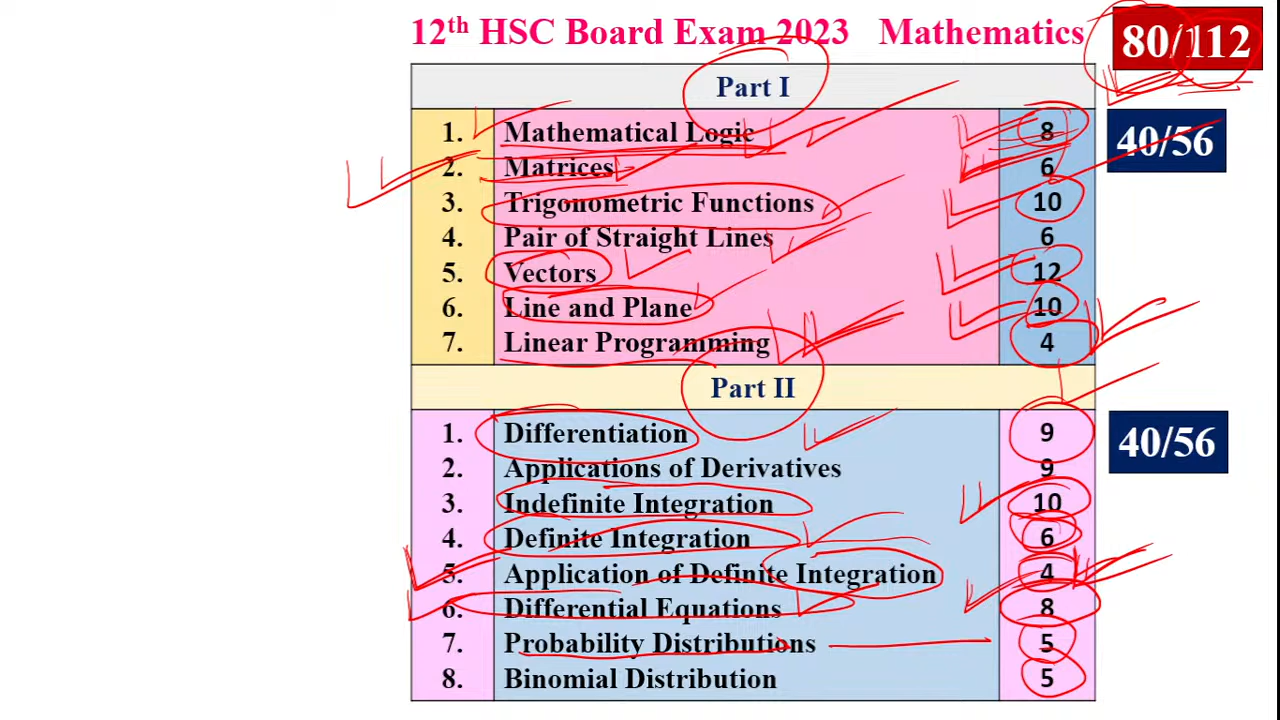 12th HSC Board Exam 2023 Mathematics 80/112
Part I
1. Mathematical Logic 8
40/56
2. Matrices 6
3. Trigonometric Functions 10
4. Pair of Straight Lines 6
5. Vectors 12
6. Line and Plane 10
7. Linear Programming 4
Part II
1. Differentiation 9
40/56
2. Applications of Derivatives 9
3. Indefinite Integration 10
4. Definite Integration 6
5. Application of Definite Integration 4
6. Differential Equations 8
7. Probability Distributions 5
8. Binomial Distribution 5